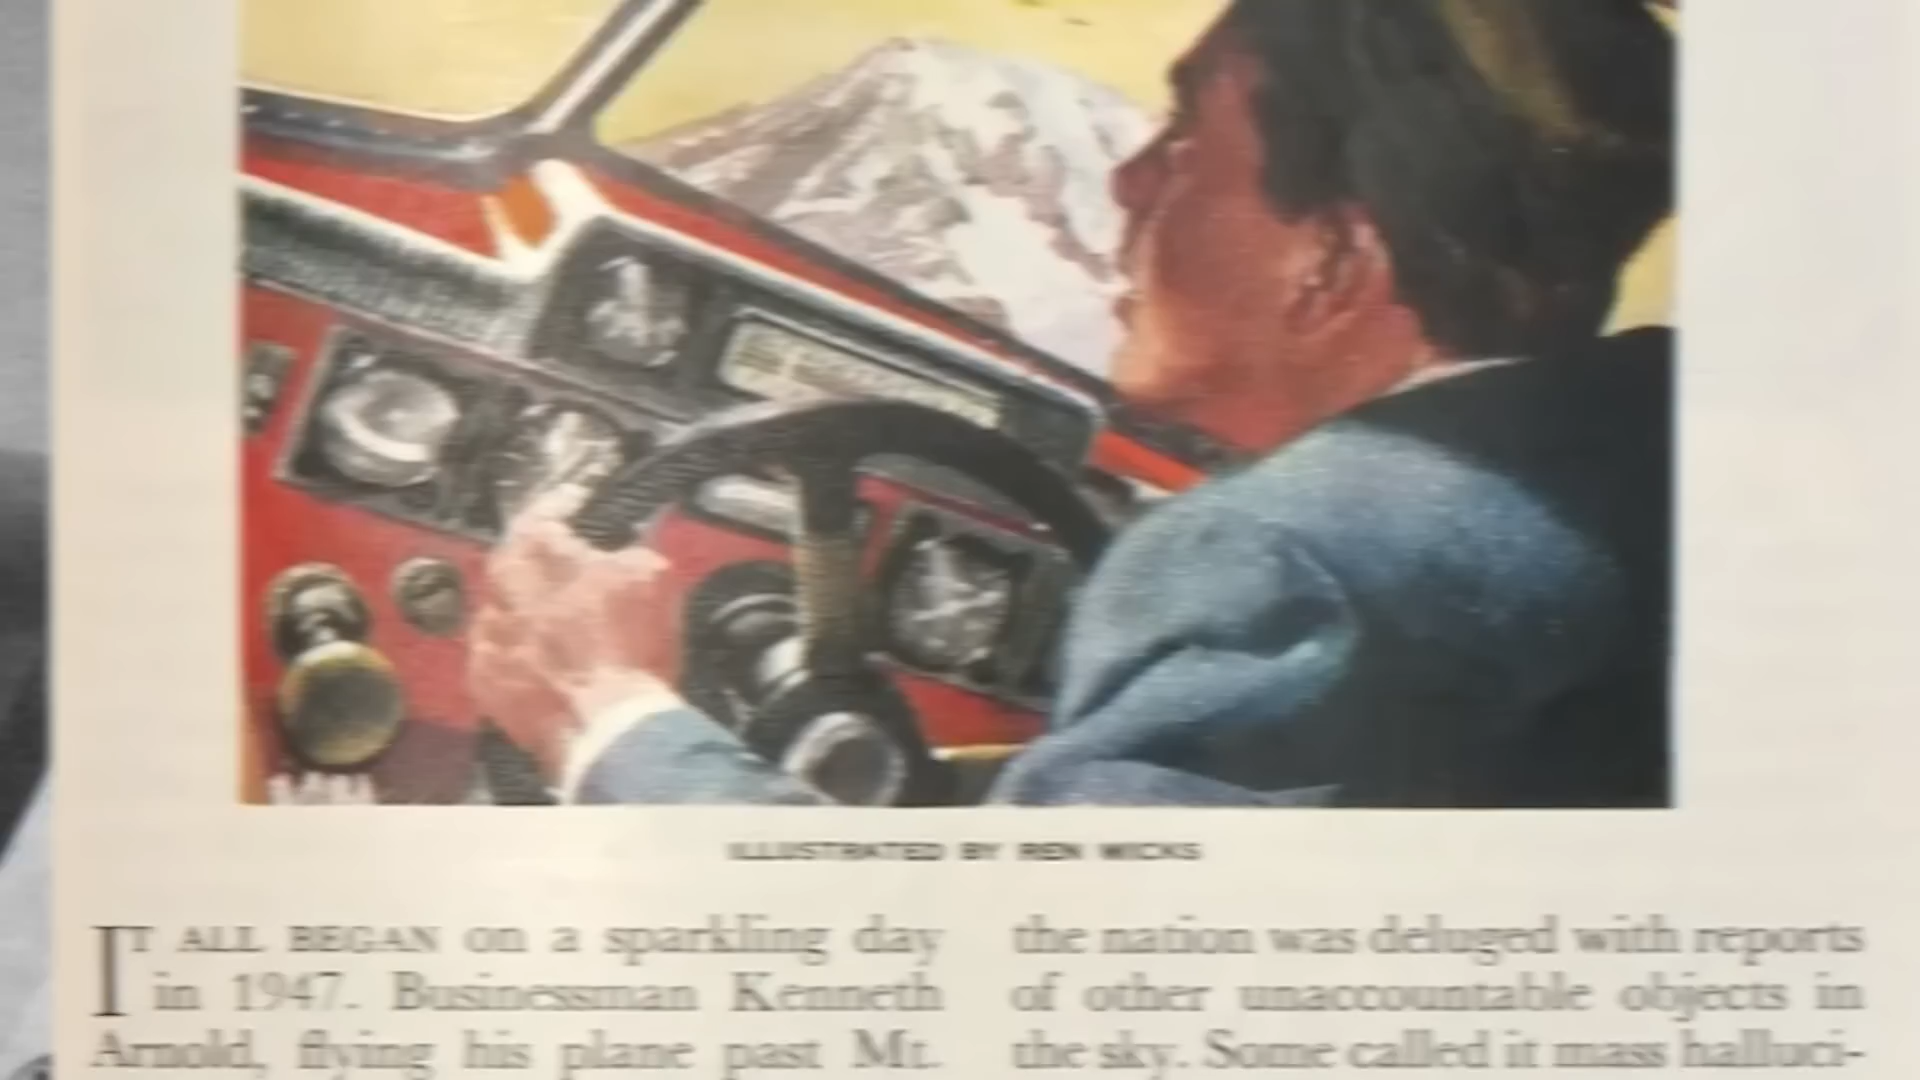 ILLUSTRATED BY REN WICKS
IT ALL BEGAN on a sparkling day
in 1947. Businessman Kenneth
Arnold, flying his plane past Mt.
the nation was deluged with reports
of other unaccountable objects in
the sky. Some called it mass halluci-